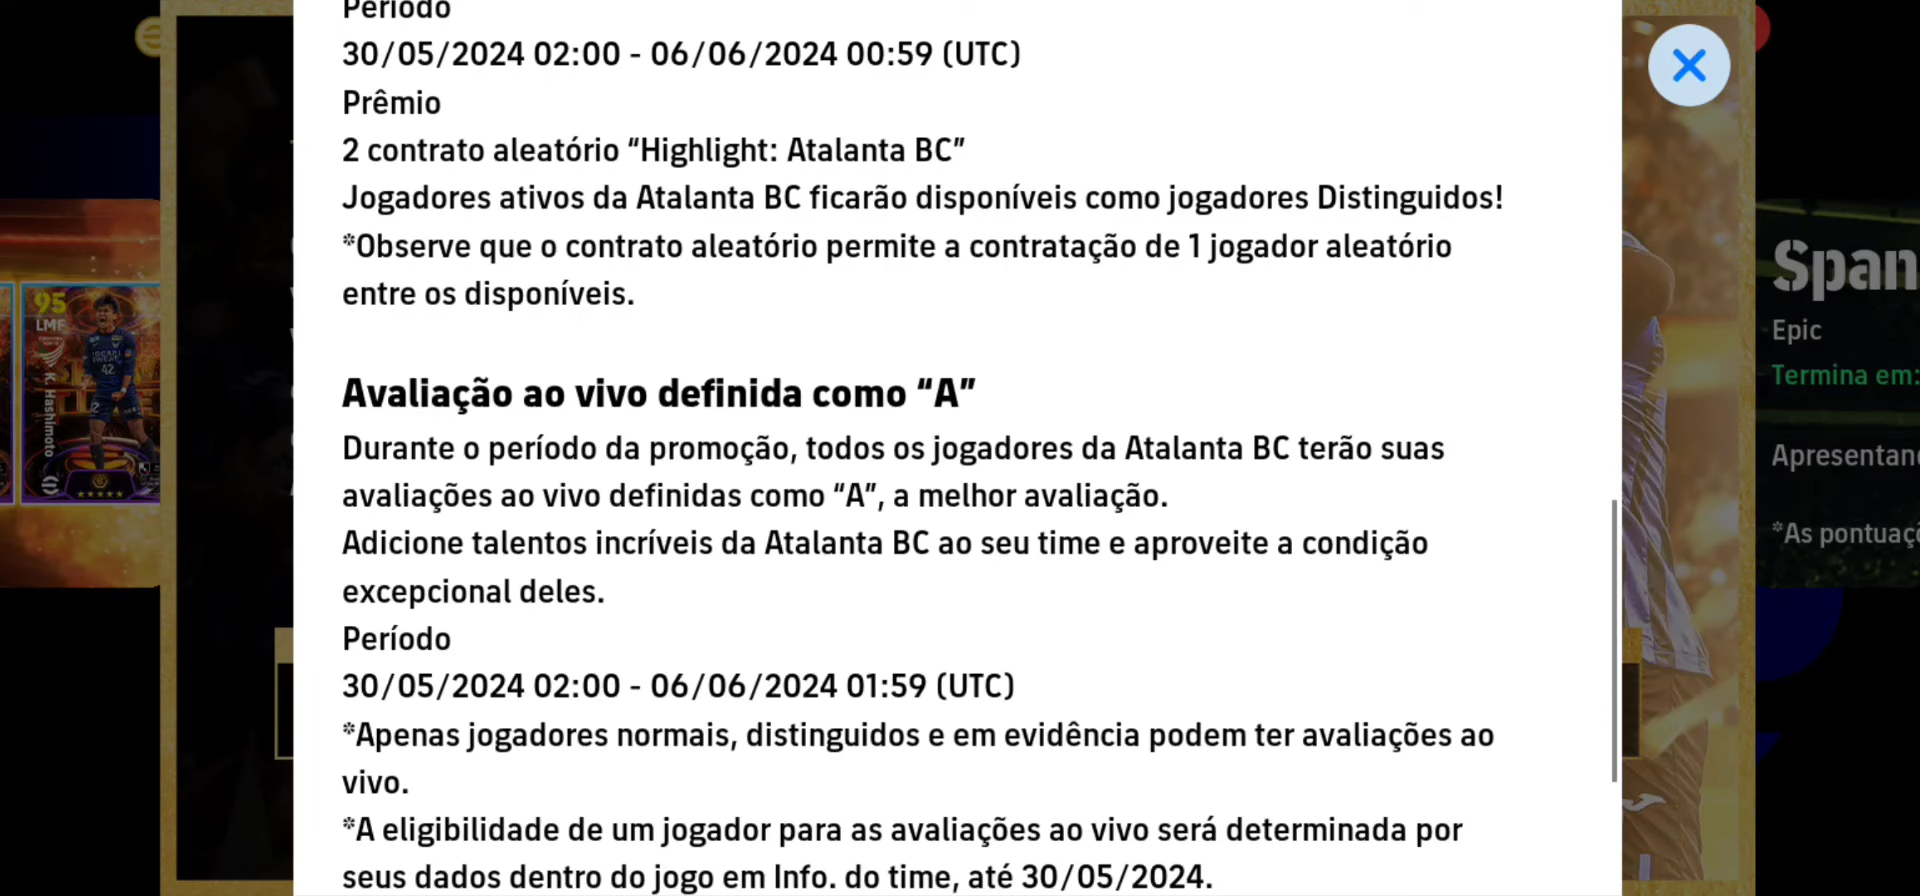 Período
30/05/2024 02:00 - 06/06/2024 00:59 (UTC)
Prêmio
2 contrato aleatório “Highlight: Atalanta BC”
Jogadores ativos da Atalanta BC ficarão disponíveis como jogadores Distinguidos!
*Observe que o contrato aleatório permite a contratação de 1 jogador aleatório
entre os disponíveis.
Avaliação ao vivo definida como “A”
Durante o período da promoção, todos os jogadores da Atalanta BC terão suas
avaliações ao vivo definidas como “A”, a melhor avaliação.
Adicione talentos incríveis da Atalanta BC ao seu time e aproveite a condição
excepcional deles.
Período
30/05/2024 02:00 - 06/06/2024 01:59 (UTC)
*Apenas jogadores normais, distinguidos e em evidência podem ter avaliações ao
vivo.
*A eligibilidade de um jogador para as avaliações ao vivo será determinada por
seus dados dentro do jogo em Info. do time, até 30/05/2024.
95
LMF
K. Hashimoto
42
Span
Epic
Termina em:
Apresentan
*As pontuaç